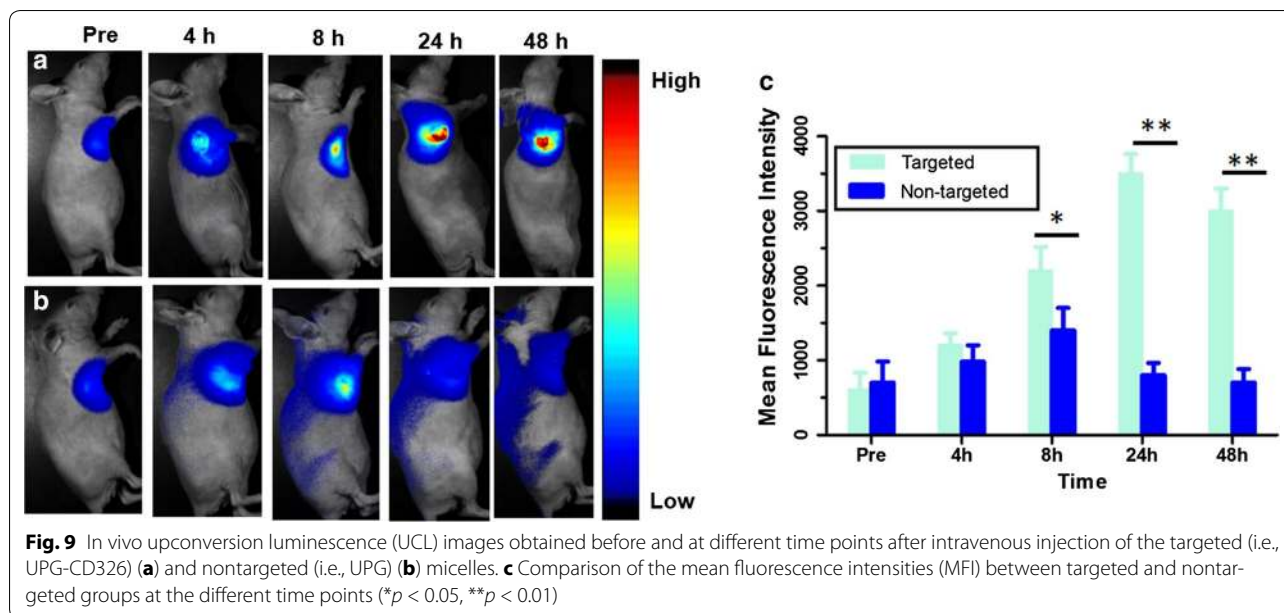 Pre 4 h 8 h 24 h 48 h
a
b
High
Low
c
Mean Fluorescence Intensity
4000
3000
2000
1000
0
Targeted
Non-targeted
*
**
**
Pre 4h 8h 24h 48h
Time
Fig. 9 In vivo upconversion luminescence (UCL) images obtained before and at different time points after intravenous injection of the targeted (i.e.,
UPG-CD326) (a) and nontargeted (i.e., UPG) (b) micelles. c Comparison of the mean fluorescence intensities (MFI) between targeted and nontar-
geted groups at the different time points (*p < 0.05, **p < 0.01)